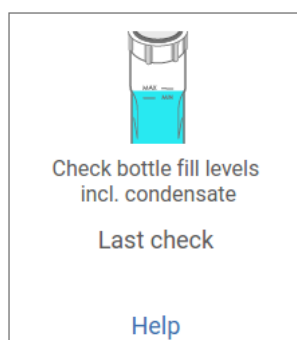 MAX
MIN
Check bottle fill levels
incl. condensate
Last check
Help